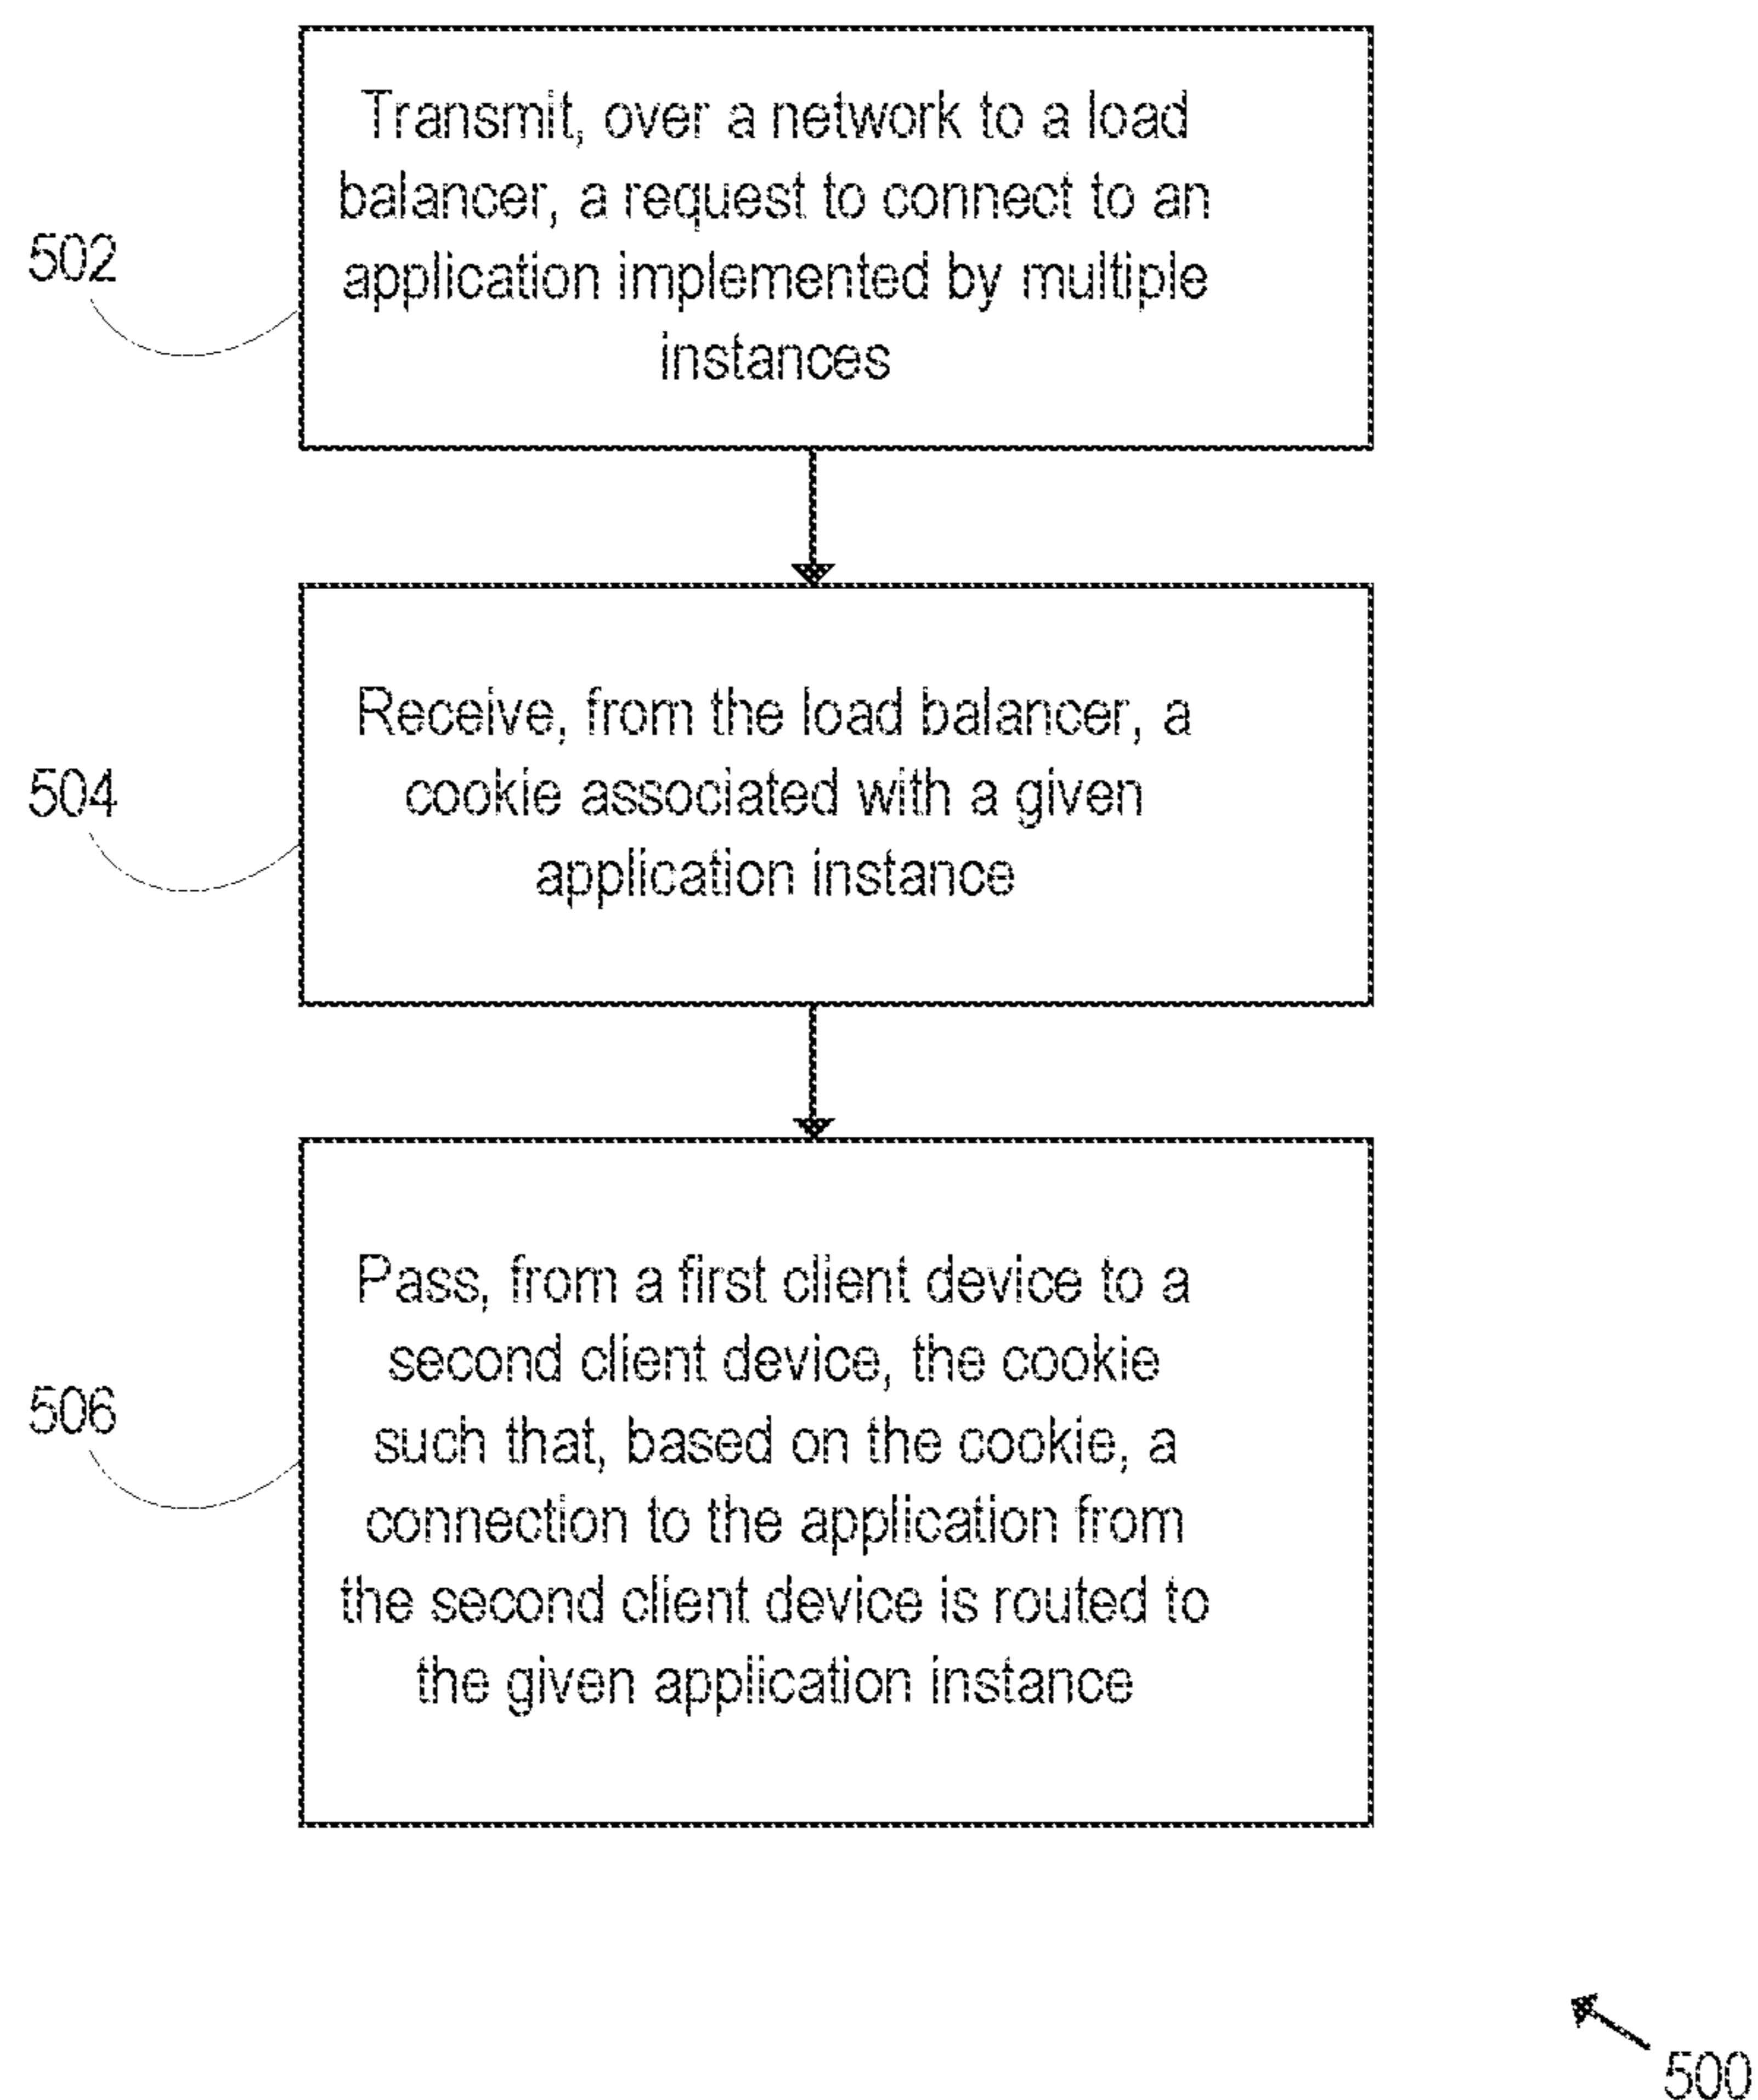 Transmit, over a network to a load
balancer, a request to connect to an
application implemented by multiple
instances
502
Receive, from the load balancer, a
cookie associated with a given
application instance
504
Pass, from a first client device to a
second client device, the cookie
such that, based on the cookie, a
connection to the application from
the second client device is routed to
the given application instance
506
500